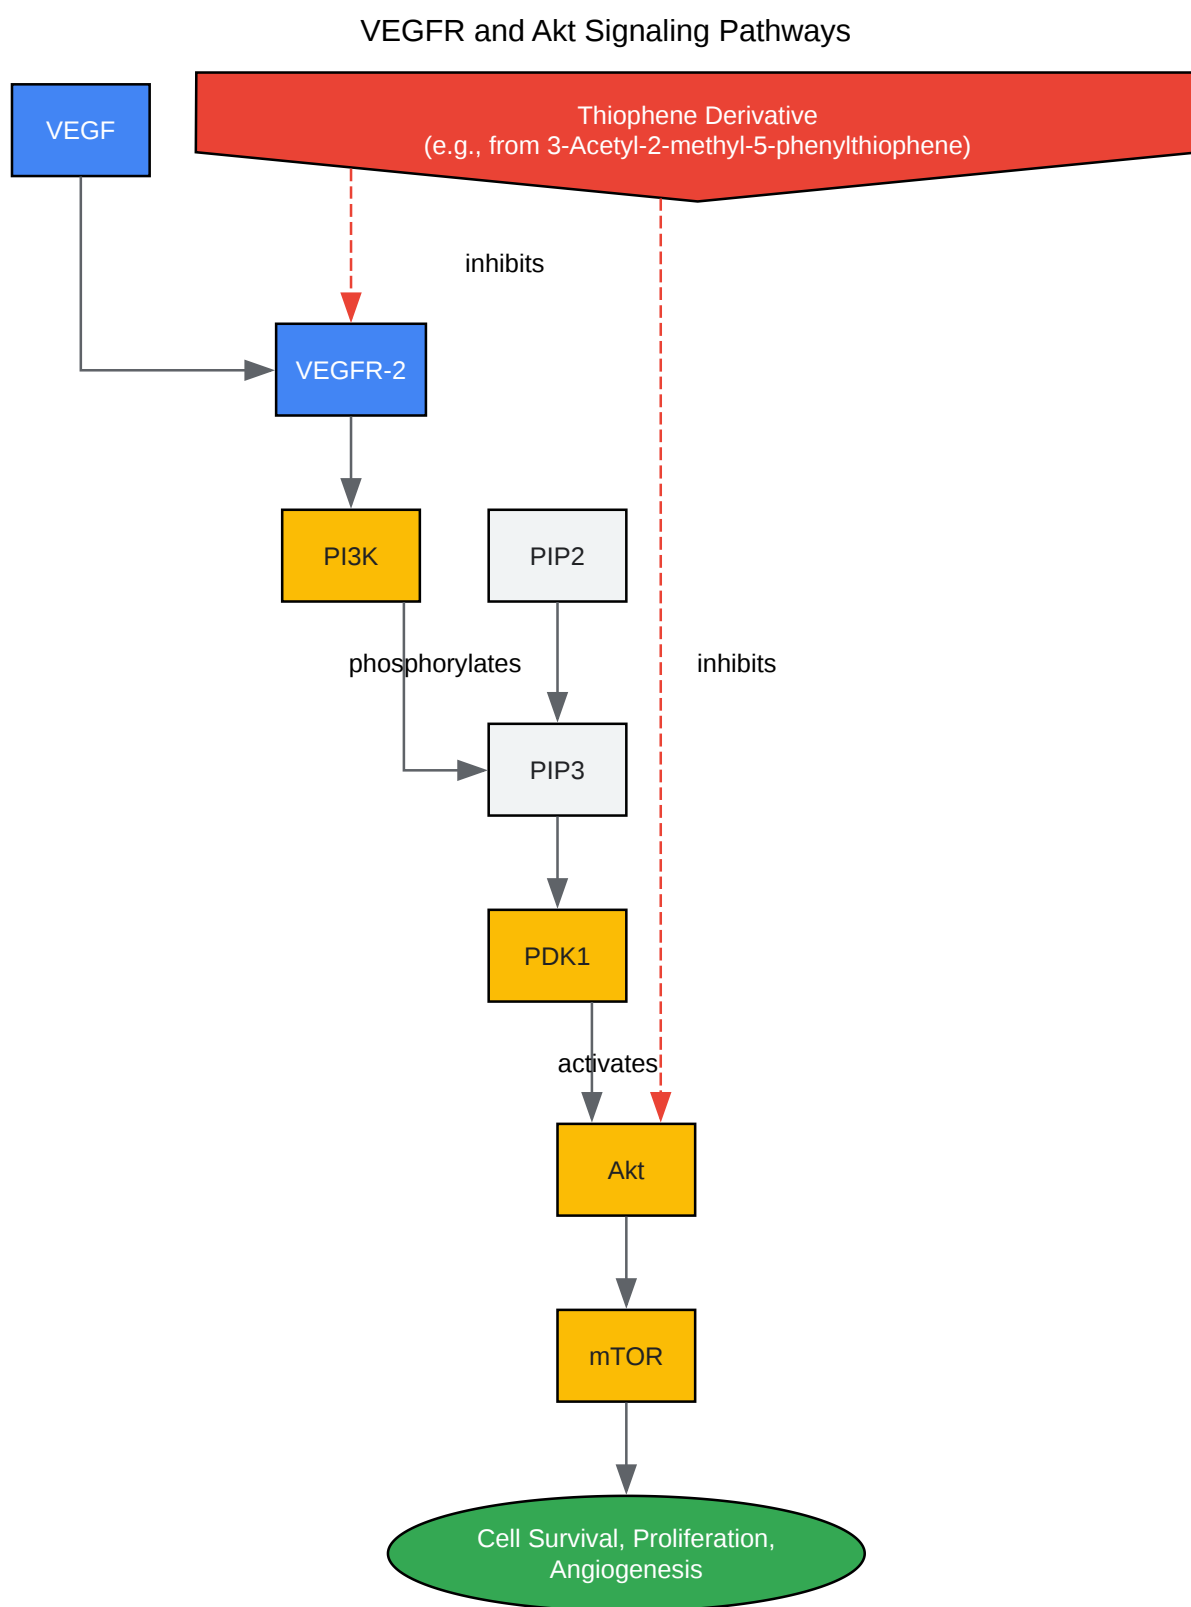 VEGFR and Akt Signaling Pathways
VEGF
Thiophene Derivative
(e.g., from 3-Acetyl-2-methyl-5-phenylthiophene)
inhibits
VEGFR-2
PI3K
PIP2
phosphorylates
inhibits
PIP3
PDK1
activates
Akt
mTOR
Cell Survival, Proliferation,
Angiogenesis